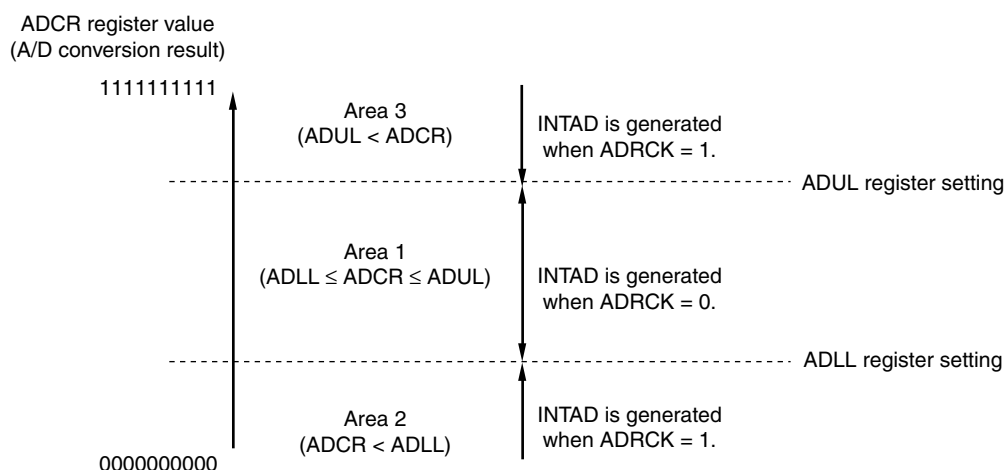 ADCR register value
(A/D conversion result)
1111111111
Area 3
(ADUL < ADCR)
INTAD is generated
when ADRCK = 1.
ADUL register setting
Area 1
(ADLL ≤ ADCR ≤ ADUL)
INTAD is generated
when ADRCK = 0.
ADLL register setting
Area 2
(ADCR < ADLL)
INTAD is generated
when ADRCK = 1.
0000000000